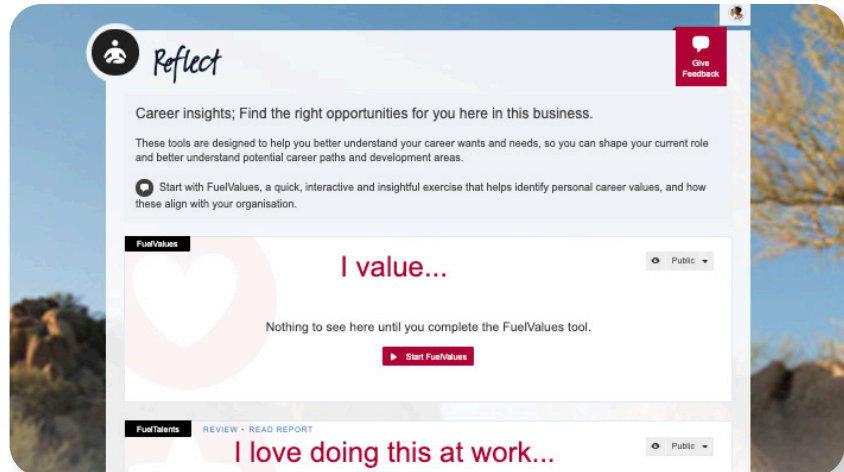 Reflect
Give
Feedback
Career insights; Find the right opportunities for you here in this business.
These tools are designed to help you better understand your career wants and needs, so you can shape your current role
and better understand potential career paths and development areas.
Start with FuelValues, a quick, interactive and insightful exercise that helps identify personal career values, and how
these align with your organisation.
FuelValues
I value...
Public
Nothing to see here until you complete the FuelValues tool.
Start FuelValues
FuelTalents
REVIEW • READ REPORT
I love doing this at work...
Public